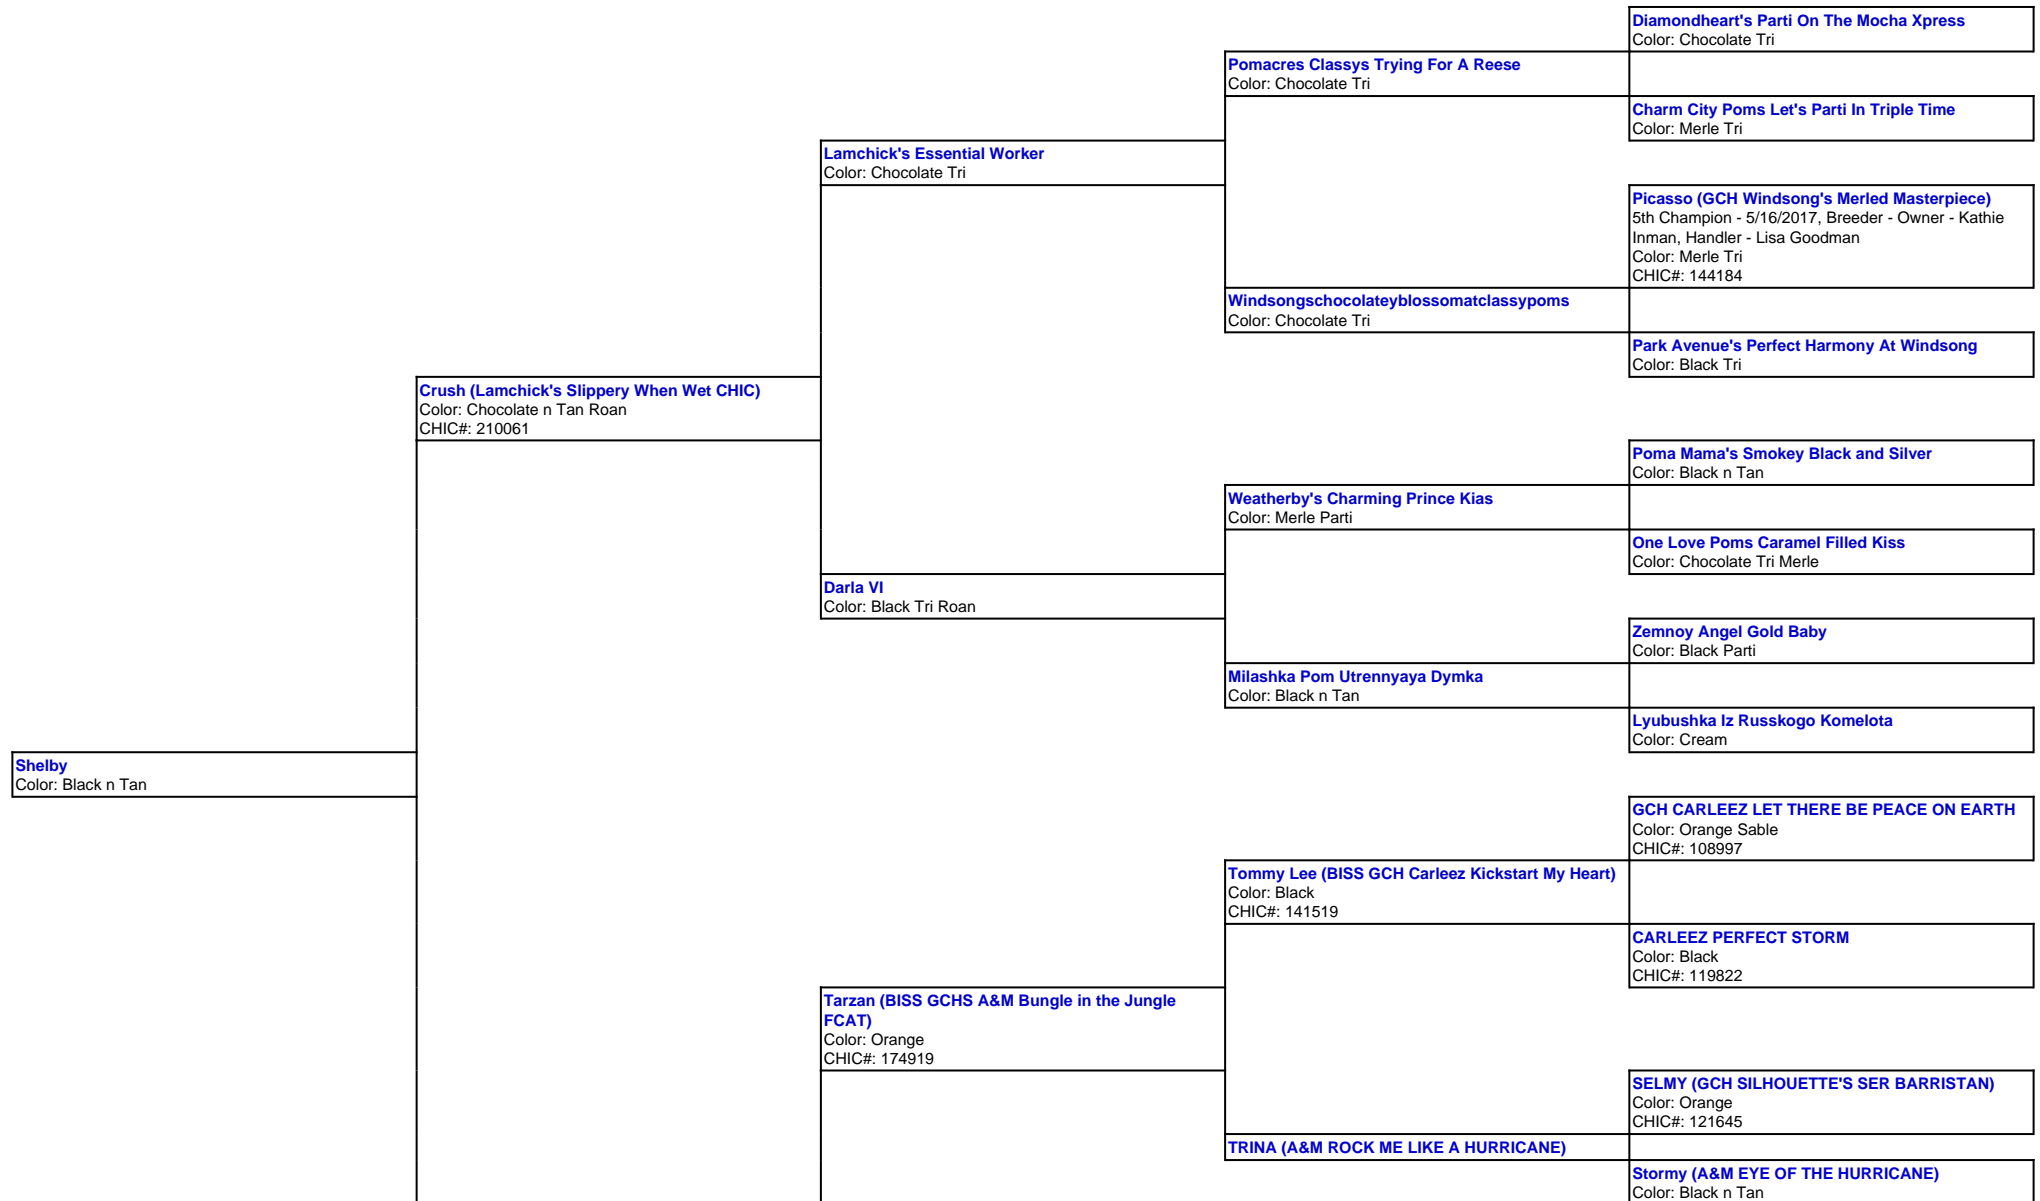 Diamondheart's Parti On The Mocha Xpress
Color: Chocolate Tri
Pomacres Classys Trying For A Reese
Color: Chocolate Tri
Charm City Poms Let's Parti In Triple Time
Color: Merle Tri
Lamchick's Essential Worker
Color: Chocolate Tri
Picasso (GCH Windsong's Merled Masterpiece)
5th Champion - 5/16/2017, Breeder - Owner - Kathie
Inman, Handler - Lisa Goodman
Color: Merle Tri
CHIC#: 144184
Windsongschocolateyblossomatclassypoms
Color: Chocolate Tri
Park Avenue's Perfect Harmony At Windsong
Color: Black Tri
Crush (Lamchick's Slippery When Wet CHIC)
Color: Chocolate n Tan Roan
CHIC#: 210061
Poma Mama's Smokey Black and Silver
Color: Black n Tan
Weatherby's Charming Prince Kias
Color: Merle Parti
One Love Poms Caramel Filled Kiss
Color: Chocolate Tri Merle
Darla VI
Color: Black Tri Roan
Zemnoy Angel Gold Baby
Color: Black Parti
Milashka Pom Utrennyaya Dymka
Color: Black n Tan
Lyubushka Iz Russkogo Komelota
Color: Cream
Shelby
Color: Black n Tan
GCH CARLEEZ LET THERE BE PEACE ON EARTH
Color: Orange Sable
CHIC#: 108997
Tommy Lee (BISS GCH Carleez Kickstart My Heart)
Color: Black
CHIC#: 141519
CARLEEZ PERFECT STORM
Color: Black
CHIC#: 119822
Tarzan (BISS GCHS A&M Bungle in the Jungle
FCAT)
Color: Orange
CHIC#: 174919
SELMY (GCH SILHOUETTE'S SER BARRISTAN)
Color: Orange
CHIC#: 121645
TRINA (A&M ROCK ME LIKE A HURRICANE)
Stormy (A&M EYE OF THE HURRICANE)
Color: Black n Tan